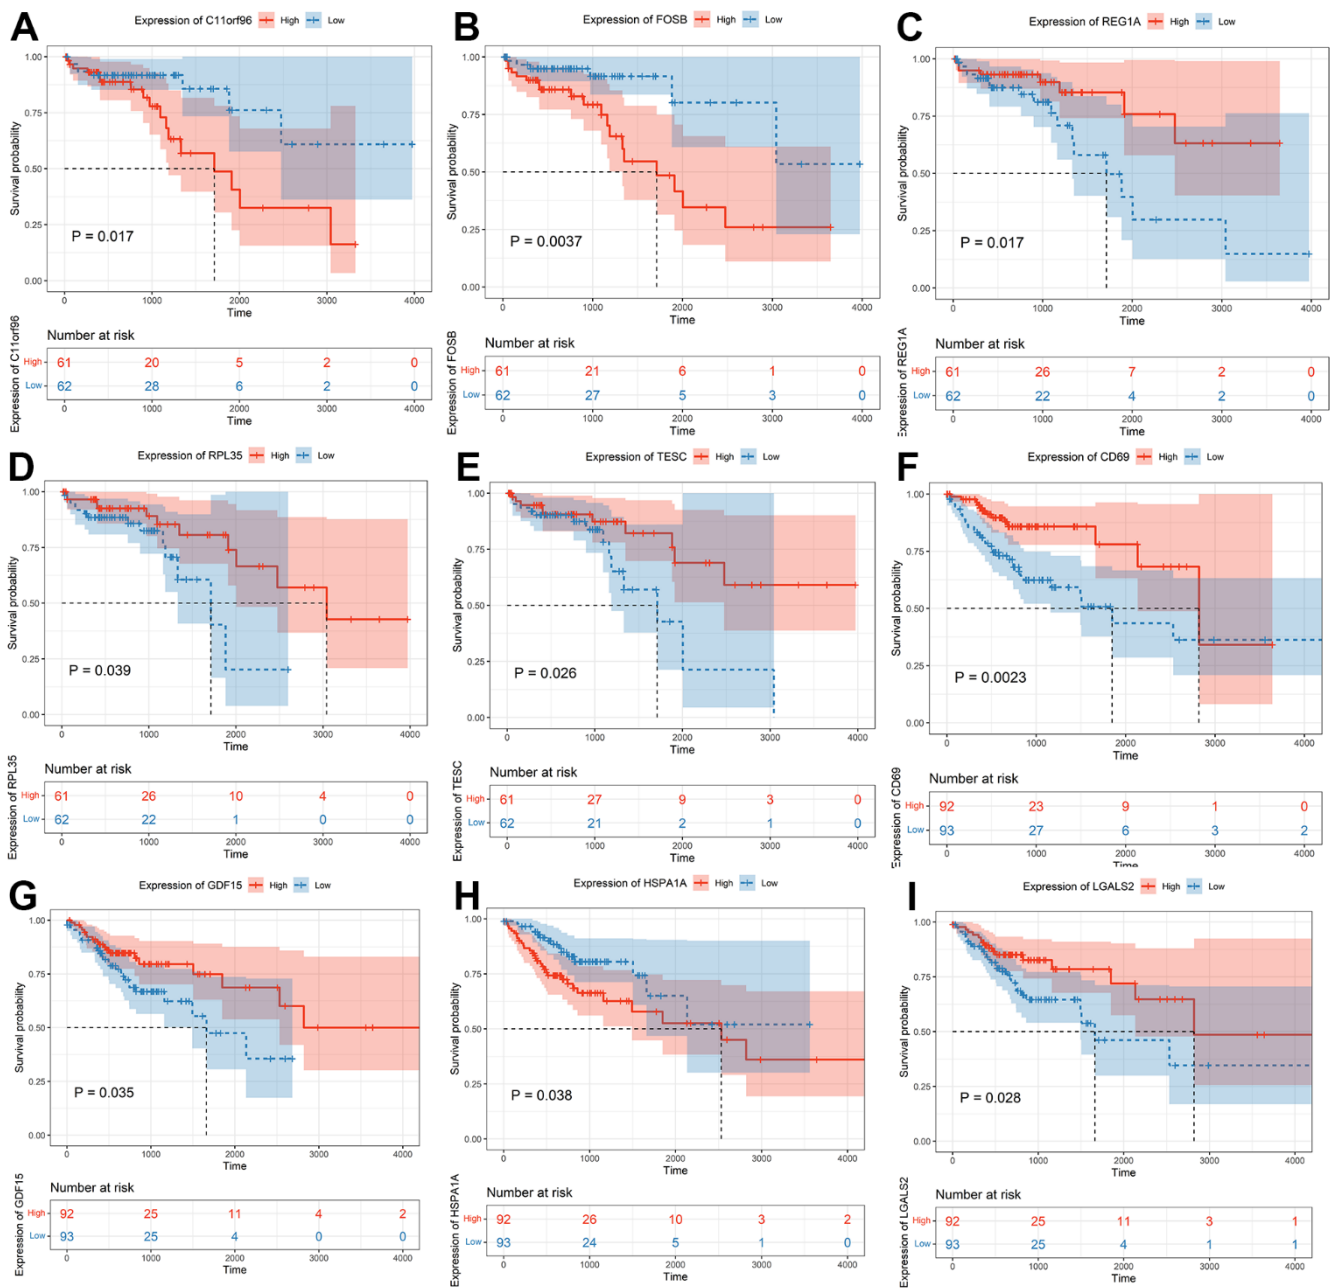 A
Expression of C11orf96 High Low
Survival probability
1.00
0.75
0.50
0.25
0.00
P = 0.017
0 1000 2000 3000 4000
Time
Number at risk
Expression of C11orf96
High 61 20 5 2 0
Low 62 28 6 2 0
0 1000 2000 3000 4000
Time
B
Expression of FOSB High Low
Survival probability
1.00
0.75
0.50
0.25
0.00
P = 0.0037
0 1000 2000 3000 4000
Time
Number at risk
Expression of FOSB
High 61 21 6 1 0
Low 62 27 5 3 0
0 1000 2000 3000 4000
Time
C
Expression of REG1A High Low
Survival probability
1.00
0.75
0.50
0.25
0.00
P = 0.017
0 1000 2000 3000 4000
Time
Number at risk
Expression of REG1A
High 61 26 7 2 0
Low 62 22 4 2 0
0 1000 2000 3000 4000
Time
D
Expression of RPL35 High Low
Survival probability
1.00
0.75
0.50
0.25
0.00
P = 0.039
0 1000 2000 3000 4000
Time
Number at risk
Expression of RPL35
High 61 26 10 4 0
Low 62 22 1 0 0
0 1000 2000 3000 4000
Time
E
Expression of TESC High Low
Survival probability
1.00
0.75
0.50
0.25
0.00
P = 0.026
0 1000 2000 3000 4000
Time
Number at risk
Expression of TESC
High 61 27 9 3 0
Low 62 21 2 1 0
0 1000 2000 3000 4000
Time
F
Expression of CD69 High Low
Survival probability
1.00
0.75
0.50
0.25
0.00
P = 0.0023
0 1000 2000 3000 4000
Time
Number at risk
Expression of CD69
High 92 23 9 1 0
Low 93 27 6 3 2
0 1000 2000 3000 4000
Time
G
Expression of GDF15 High Low
Survival probability
1.00
0.75
0.50
0.25
0.00
P = 0.035
0 1000 2000 3000 4000
Time
Number at risk
Expression of GDF15
High 92 25 11 4 2
Low 93 25 4 0 0
0 1000 2000 3000 4000
Time
H
Expression of HSPA1A High Low
Survival probability
1.00
0.75
0.50
0.25
0.00
P = 0.038
0 1000 2000 3000 4000
Time
Number at risk
Expression of HSPA1A
High 92 26 10 3 2
Low 93 24 5 1 0
0 1000 2000 3000 4000
Time
I
Expression of LGALS2 High Low
Survival probability
1.00
0.75
0.50
0.25
0.00
P = 0.028
0 1000 2000 3000 4000
Time
Number at risk
Expression of LGALS2
High 92 25 11 3 1
Low 93 25 4 1 1
0 1000 2000 3000 4000
Time